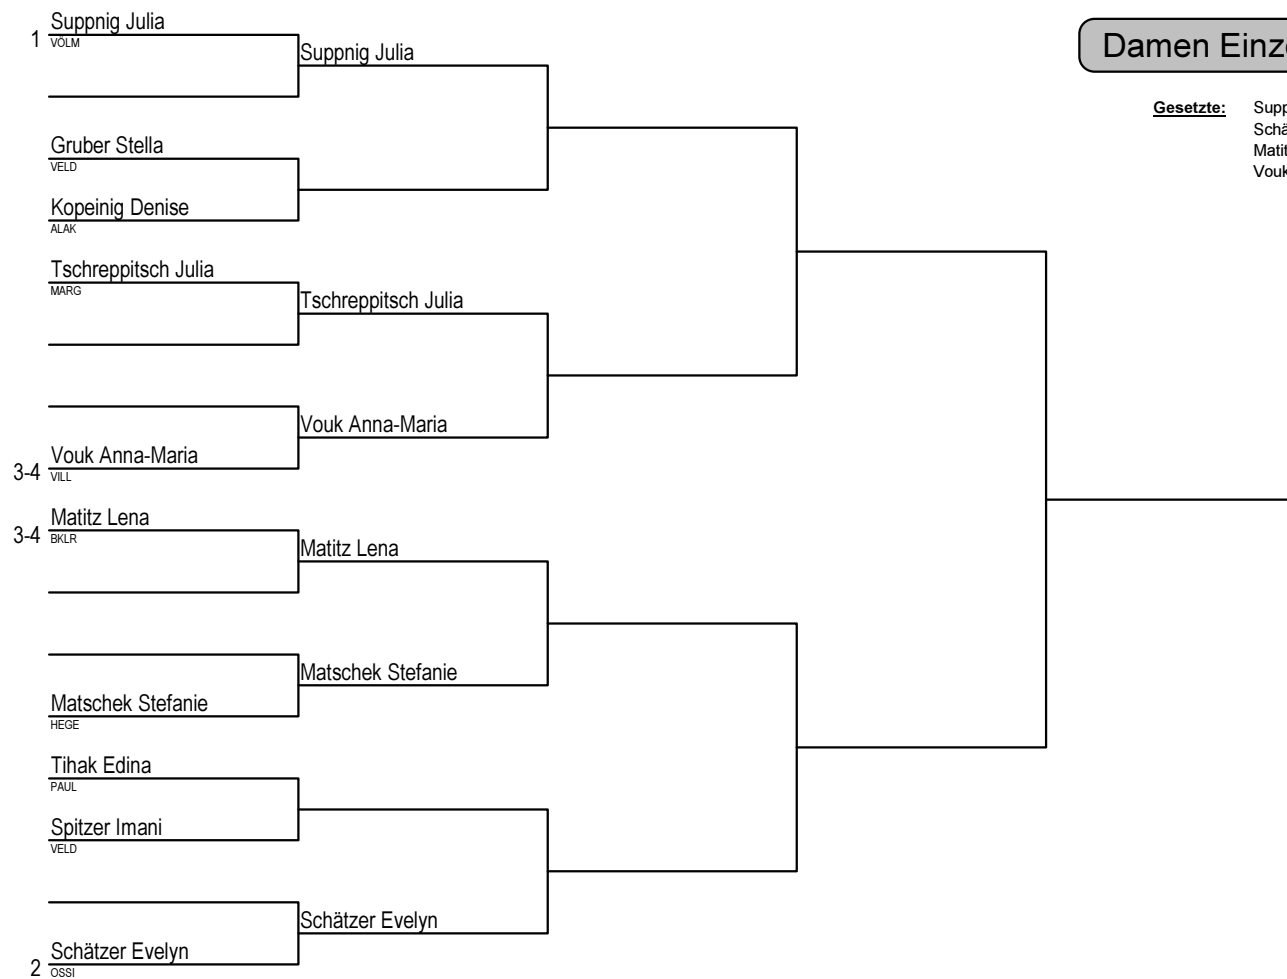 Suppnig Julia
1
VÖLM
Suppnig Julia
Gruber Stella
VELD
Kopeinig Denise
ALAK
Tschreppitsch Julia
MARG
Tschreppitsch Julia
Vouk Anna-Maria
Vouk Anna-Maria
3-4
VILL
Matitz Lena
3-4
BKLR
Matitz Lena
Matschek Stefanie
Matschek Stefanie
HEGE
Tihak Edina
PAUL
Spitzer Imani
VELD
Schätzer Evelyn
Schätzer Evelyn
2
OSSI
Damen Einz
Gesetzte: Supp
Schä
Matit
Vouk